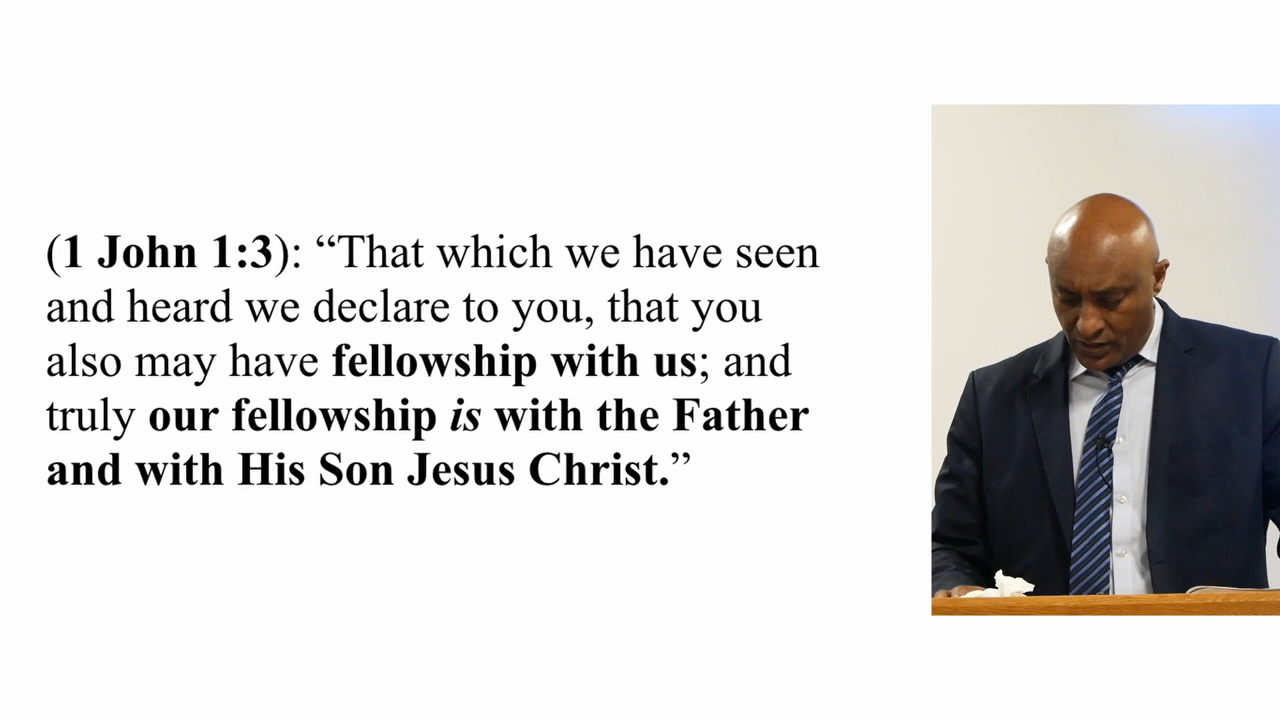 (1 John 1:3): “That which we have seen
and heard we declare to you, that you
also may have fellowship with us; and
truly our fellowship is with the Father
and with His Son Jesus Christ.”